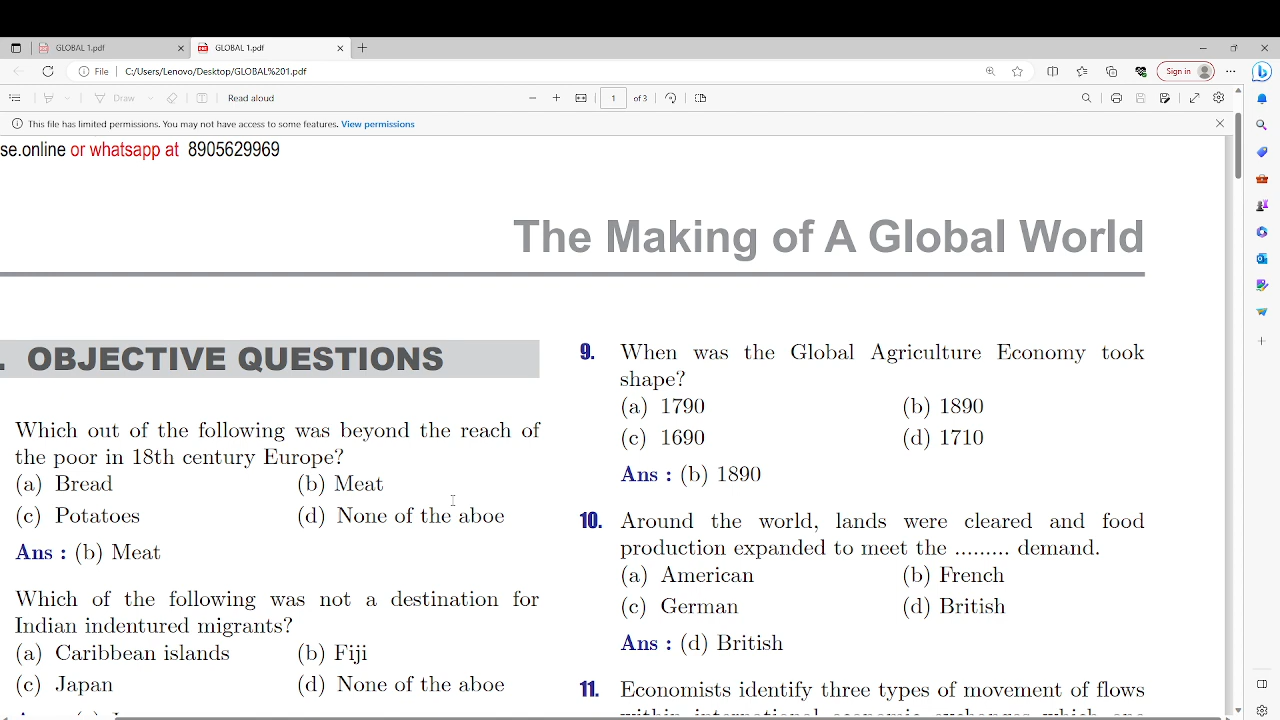 GLOBAL 1.pdf
GLOBAL 1.pdf
File C:/Users/Lenovo/Desktop/GLOBAL%201.pdf
Sign in
Draw
Read aloud
1 of 3
This file has limited permissions. You may not have access to some features. View permissions
se.online or whatsapp at 8905629969
The Making of A Global World
. OBJECTIVE QUESTIONS
Which out of the following was beyond the reach of
the poor in 18th century Europe?
(a) Bread (b) Meat
(c) Potatoes (d) None of the aboe
Ans : (b) Meat
Which of the following was not a destination for
Indian indentured migrants?
(a) Caribbean islands (b) Fiji
(c) Japan (d) None of the aboe
9. When was the Global Agriculture Economy took
shape?
(a) 1790 (b) 1890
(c) 1690 (d) 1710
Ans : (b) 1890
10. Around the world, lands were cleared and food
production expanded to meet the ......... demand.
(a) American (b) French
(c) German (d) British
Ans : (d) British
11. Economists identify three types of movement of flows